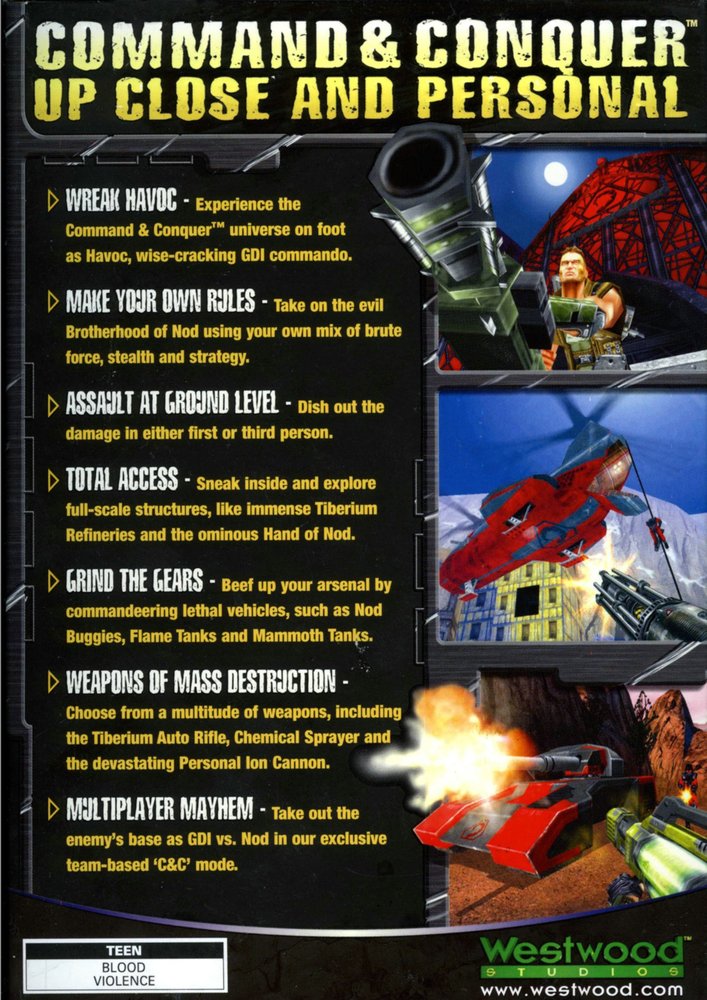 COMMAND & CONQUER™
UP CLOSE AND PERSONAL
WREAK HAVOC - Experience the
Command & Conquer™ universe on foot
as Havoc, wise-cracking GDI commando.
MAKE YOUR OWN RULES - Take on the evil
Brotherhood of Nod using your own mix of brute
force, stealth and strategy.
ASSAULT AT GROUND LEVEL - Dish out the
damage in either first or third person.
TOTAL ACCESS - Sneak inside and explore
full-scale structures, like immense Tiberium
Refineries and the ominous Hand of Nod.
GRIND THE GEARS - Beef up your arsenal by
commandeering lethal vehicles, such as Nod
Buggies, Flame Tanks and Mammoth Tanks.
WEAPONS OF MASS DESTRUCTION -
Choose from a multitude of weapons, including
the Tiberium Auto Rifle, Chemical Sprayer and
the devastating Personal Ion Cannon.
MULTIPLAYER MAYHEM - Take out the
enemy's base as GDI vs. Nod in our exclusive
team-based 'C&C' mode.
TEEN
BLOOD
VIOLENCE
Westwood™
STUDIOS
www.westwood.com